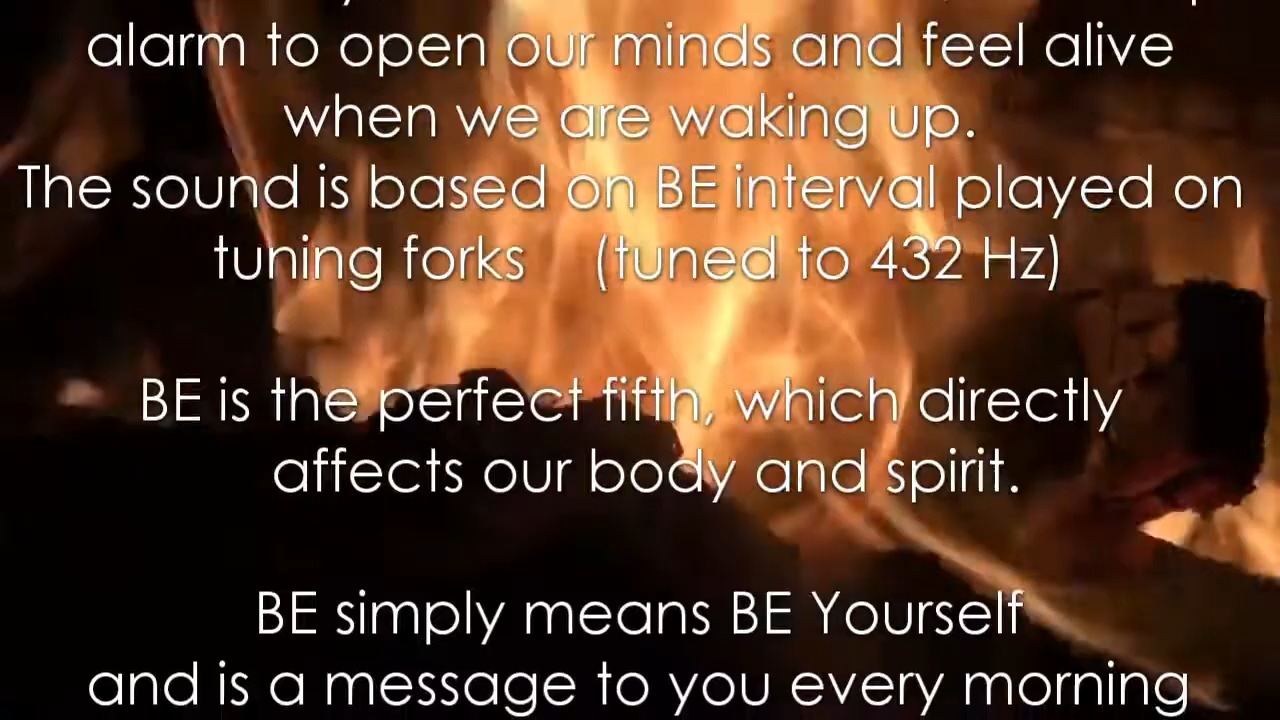 alarm to open our minds and feel alive
when we are waking up.
The sound is based on BE interval played on
tuning forks (tuned to 432 Hz)
BE is the perfect fifth, which directly
affects our body and spirit.
BE simply means BE Yourself
and is a message to you every morning